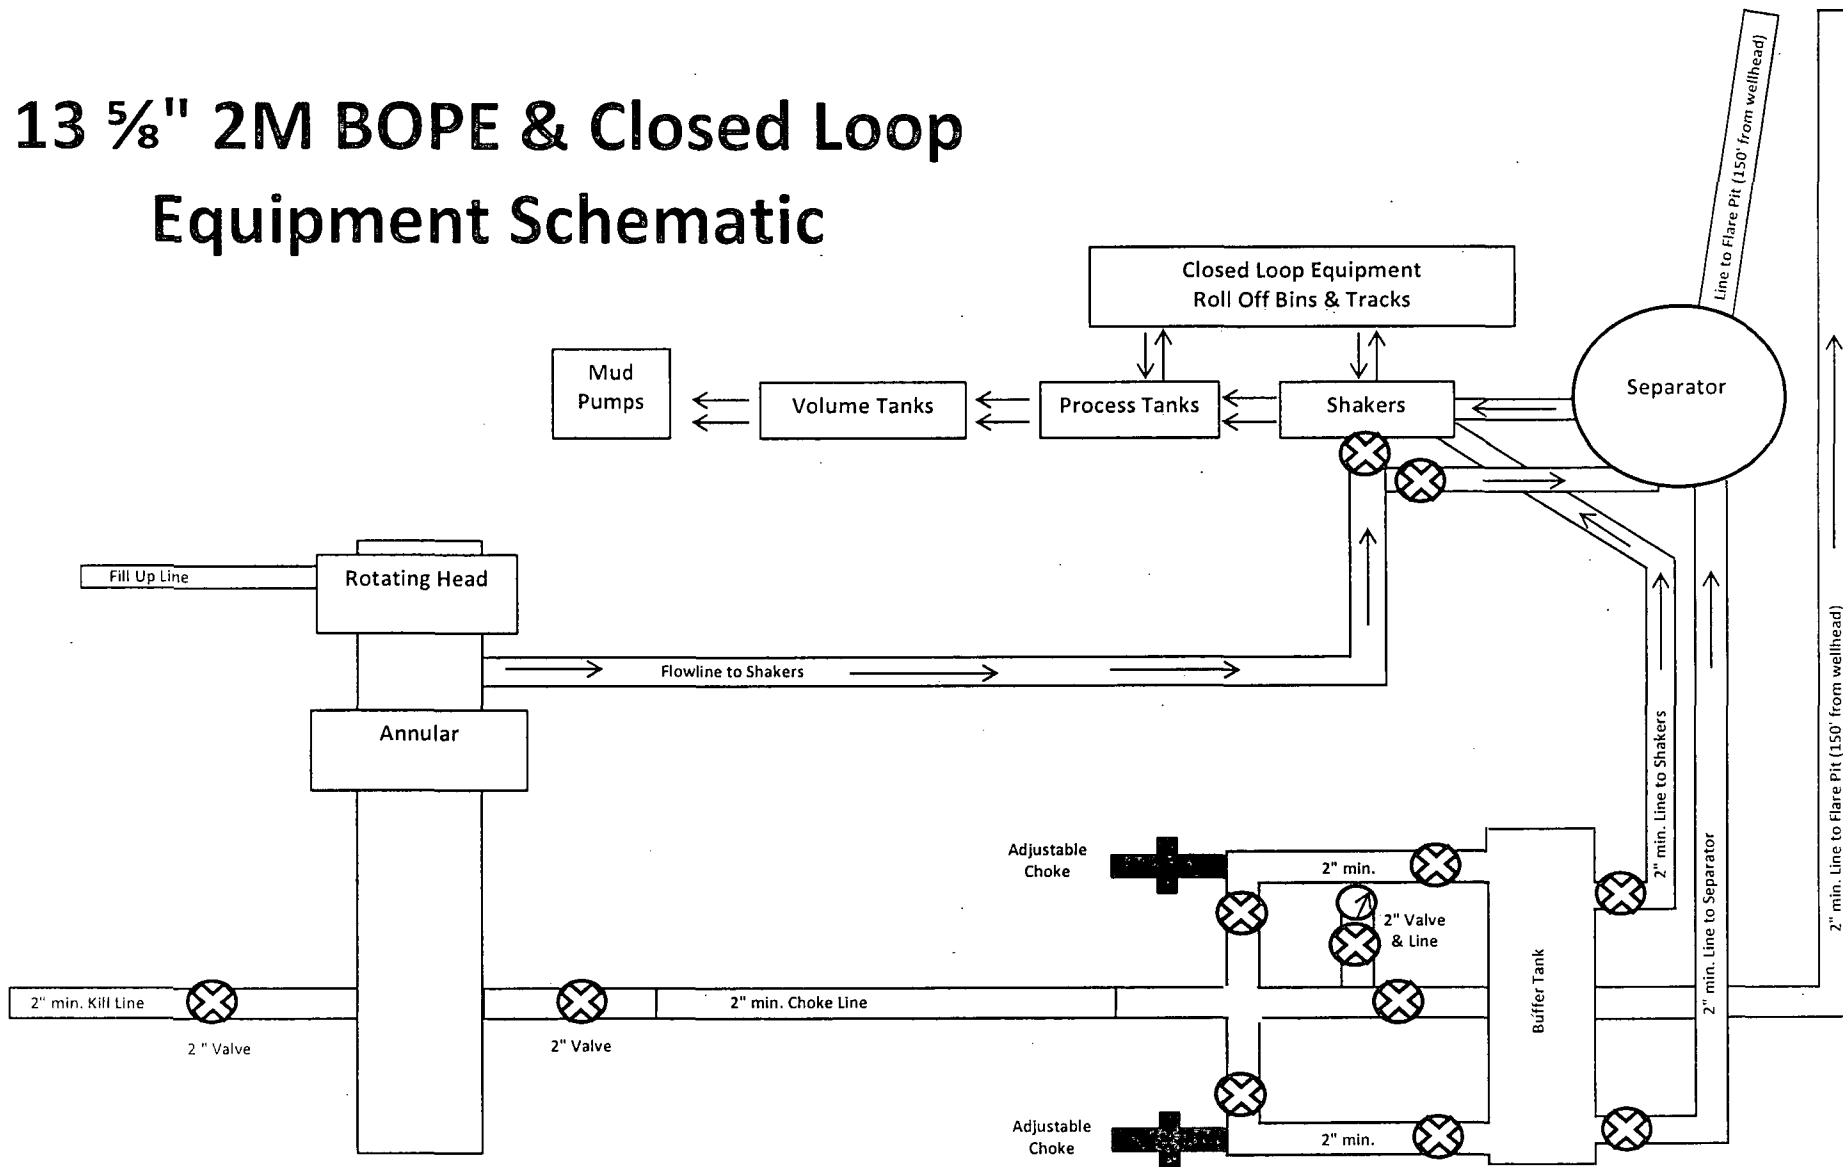 13 ⅝" 2M BOPE & Closed Loop
Equipment Schematic
Line to Flare Pit (150' from wellhead)
Closed Loop Equipment
Roll Off Bins & Tracks
Mud
Pumps
Volume Tanks
Process Tanks
Shakers
Separator
Fill Up Line
Rotating Head
Flowline to Shakers
Annular
2" min. Line to Shakers
2" min. Line to Separator
2" min. Line to Flare Pit (150' from wellhead)
Adjustable
Choke
2" min.
2" Valve
& Line
Buffer Tank
2" min. Kill Line
2" min. Choke Line
2 " Valve
2" Valve
Adjustable
Choke
2" min.